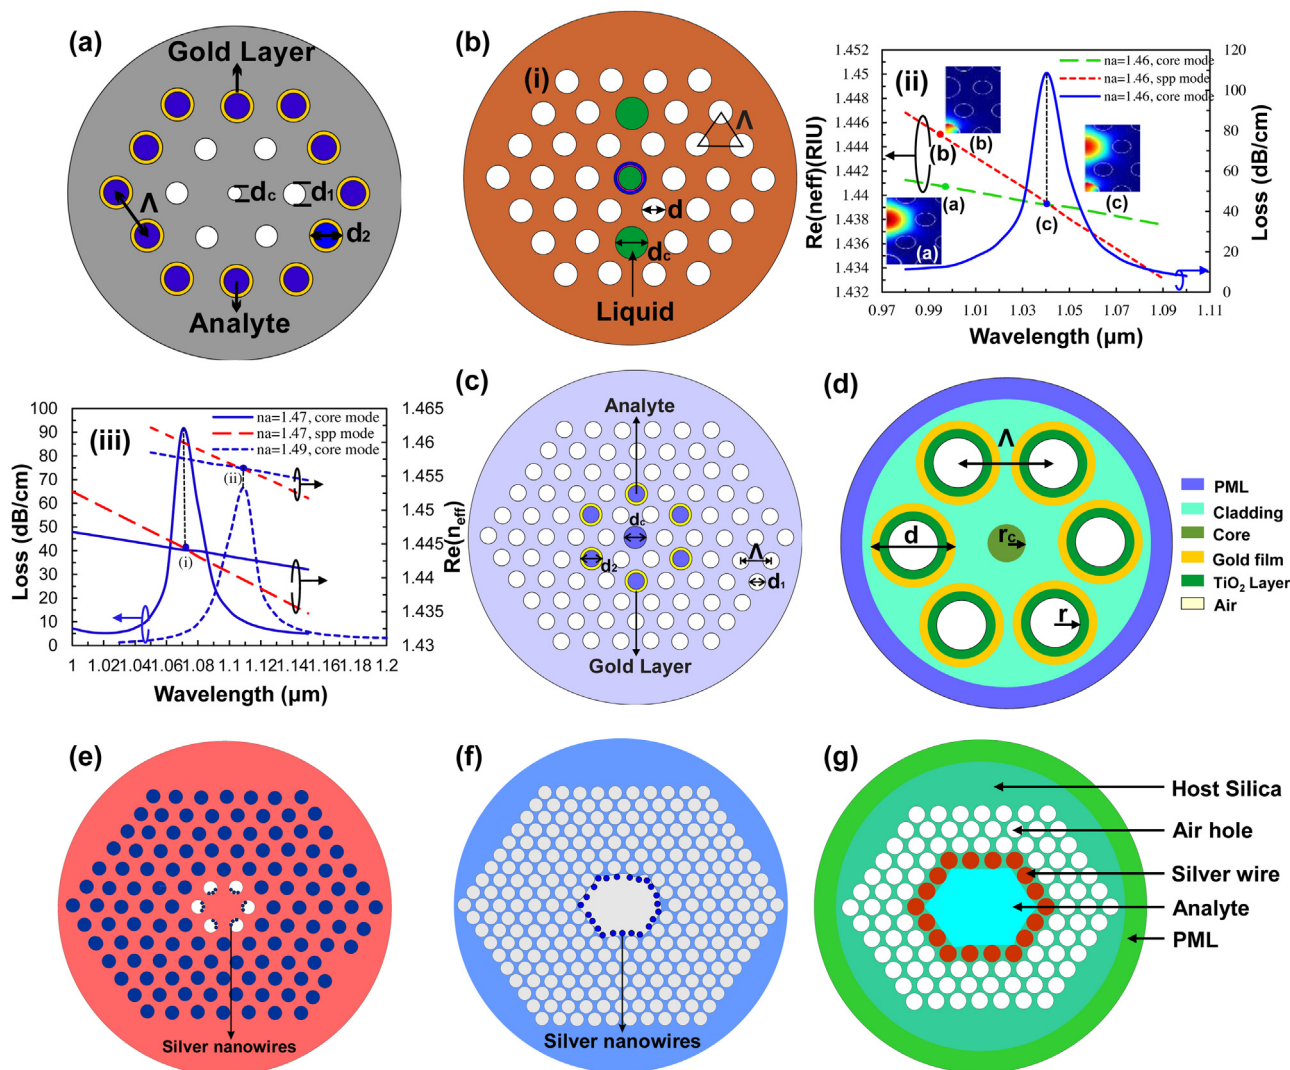 (a)
Gold Layer
dc
d1
Λ
d2
Analyte
(b)
(i)
Λ
d
dc
Liquid
(ii)
na=1.46, core mode
na=1.46, spp mode
na=1.46, core mode
1.452
1.45
1.448
1.446
1.444
1.442
1.440
1.438
1.436
1.434
1.432
Re(neff)(RIU)
120
100
80
60
40
20
0
Loss (dB/cm)
(b)
(b)
(a)
(a)
(c)
(c)
0.97 0.99 1.01 1.03 1.05 1.07 1.09 1.11
Wavelength (µm)
(iii)
na=1.47, core mode
na=1.47, spp mode
na=1.49, core mode
100
90
80
70
60
50
40
30
20
10
0
Loss (dB/cm)
1.465
1.46
1.455
1.45
1.445
1.44
1.435
1.43
Re(neff)
(ii)
(i)
1 1.02 1.04 1.06 1.08 1.1 1.12 1.14 1.16 1.18 1.2
Wavelength (µm)
(c)
Analyte
dc
d2
Λ
d1
Gold Layer
(d)
Λ
d
rc
r
PML
Cladding
Core
Gold film
TiO2 Layer
Air
(e)
Silver nanowires
(f)
Silver nanowires
(g)
Host Silica
Air hole
Silver wire
Analyte
PML